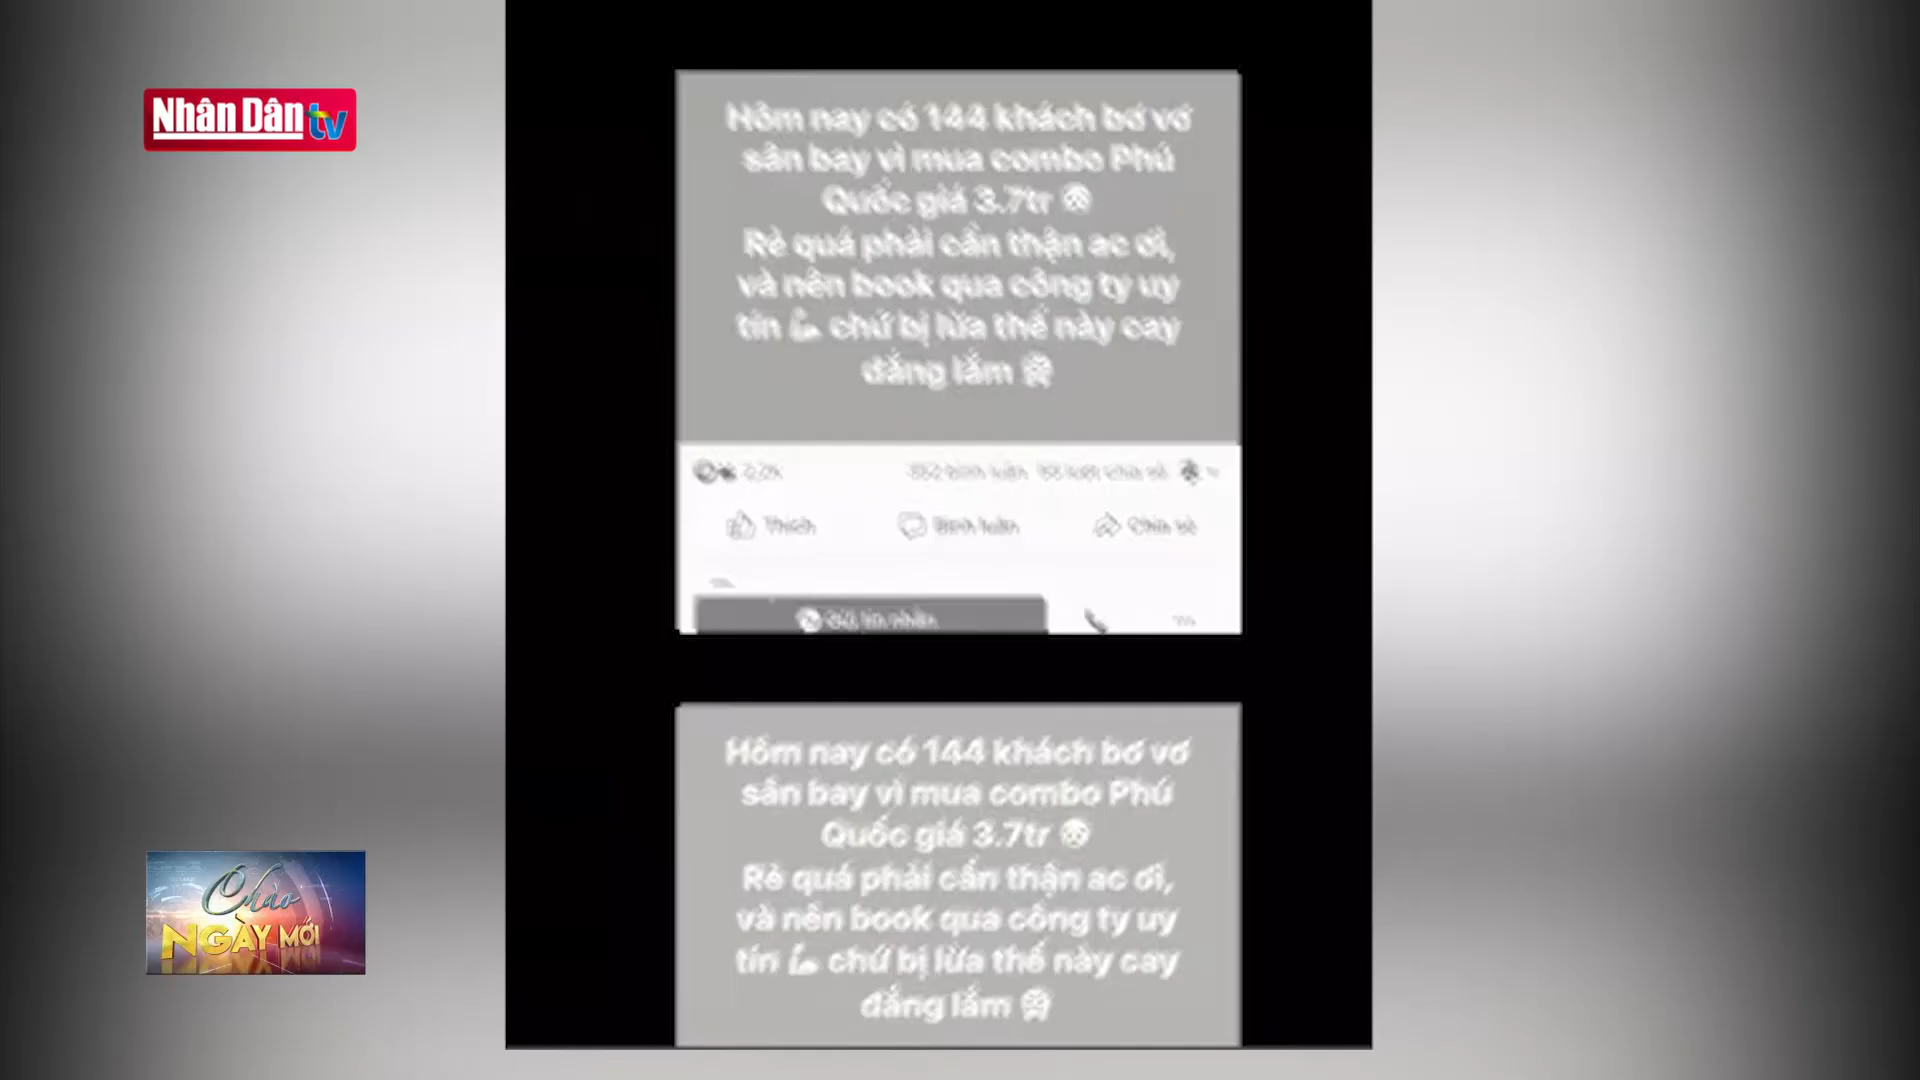 Nhân Dân tv
Hôm nay có 144 khách bơ vơ
sân bay vì mua combo Phú
Quốc giá 3.7tr
Rẻ quá phải cẩn thận ac ơi,
và nên book qua công ty uy
tín chứ bị lừa thế này cay
đắng lắm
Thích
Bình luận
Chia sẻ
Hôm nay có 144 khách bơ vơ
sân bay vì mua combo Phú
Quốc giá 3.7tr
Rẻ quá phải cẩn thận ac ơi,
và nên book qua công ty uy
tín chứ bị lừa thế này cay
đắng lắm
Chào
NGÀY MỚI